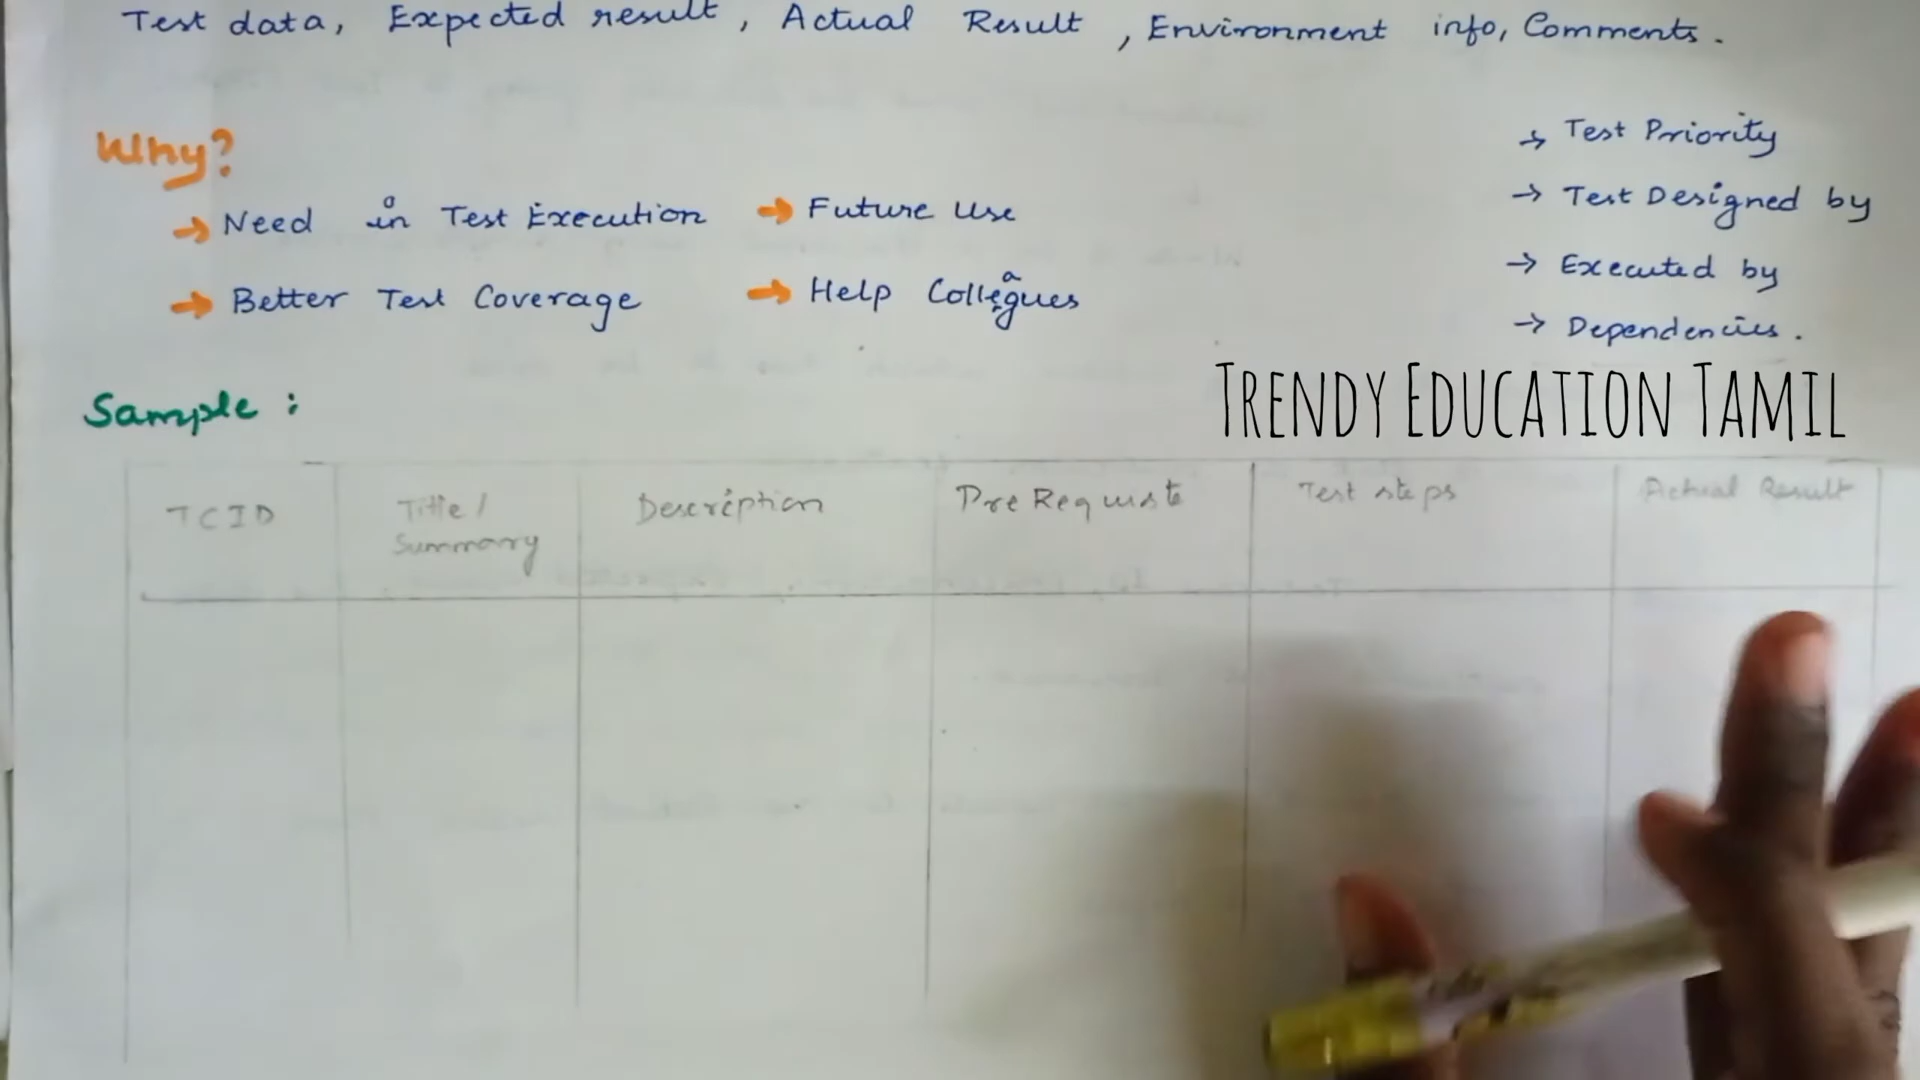 Test data, Expected result, Actual Result, Environment info, Comments.
Why?
→ Need in Test Execution
→ Future Use
→ Better Test Coverage
→ Help Collegaues
→ Test Priority
→ Test Designed by
→ Executed by
→ Dependencies.
TRENDY EDUCATION TAMIL
Sample :
TCID
Title /
Summary
Description
Pre Requiste
Test steps
Actual Result